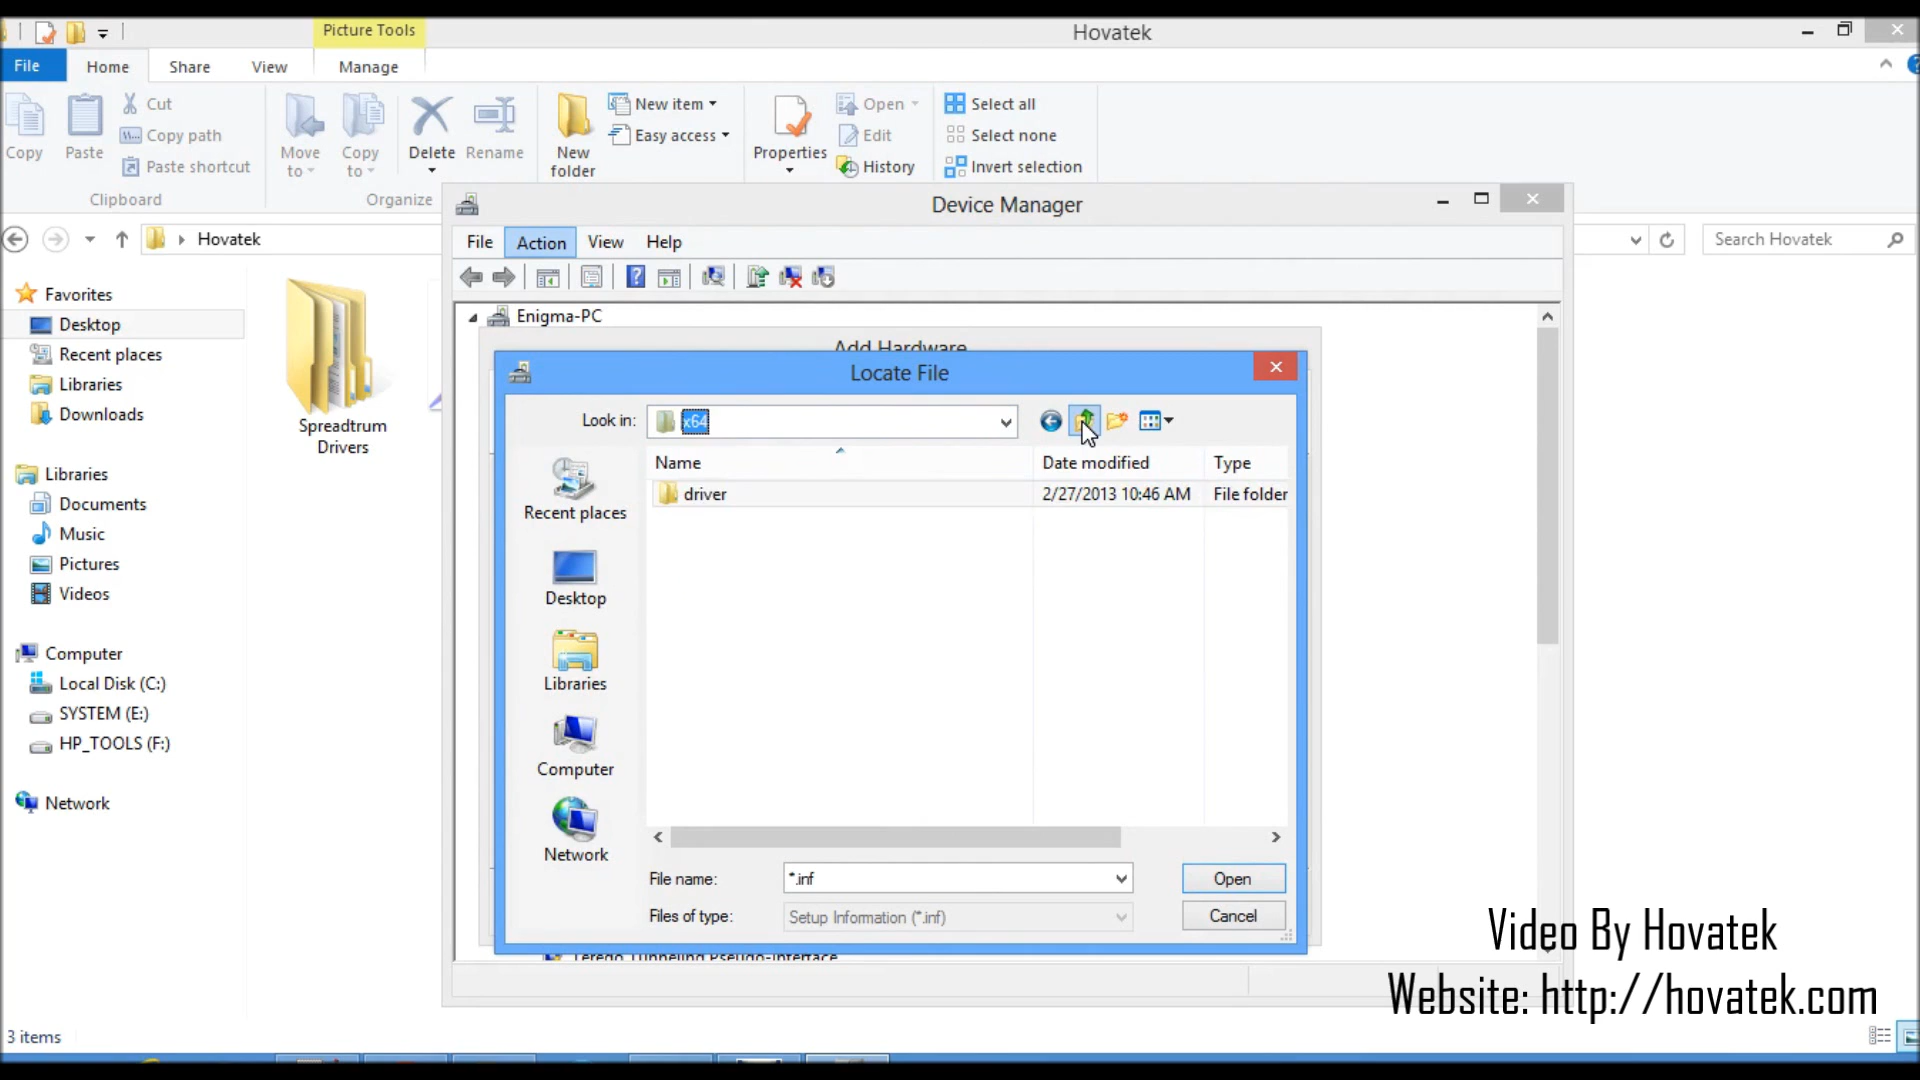 Picture Tools
Hovatek
File
Home
Share
View
Manage
Copy
Paste
Cut
Copy path
Paste shortcut
Clipboard
Move to
Copy to
Delete
Rename
Organize
New folder
New item
Easy access
Properties
Open
Edit
History
Select all
Select none
Invert selection
Hovatek
Search Hovatek
Favorites
Desktop
Recent places
Libraries
Downloads
Libraries
Documents
Music
Pictures
Videos
Computer
Local Disk (C:)
SYSTEM (E:)
HP_TOOLS (F:)
Network
3 items
Spreadtrum
Drivers
Device Manager
File
Action
View
Help
Enigma-PC
Add Hardware
Locate File
Look in:
x64
Name
Date modified
Type
driver
2/27/2013 10:46 AM
File folder
Recent places
Desktop
Libraries
Computer
Network
File name:
*.inf
Open
Files of type:
Setup Information (*.inf)
Cancel
Teredo Tunneling Pseudo-Interface
Video By Hovatek
Website: http://hovatek.com